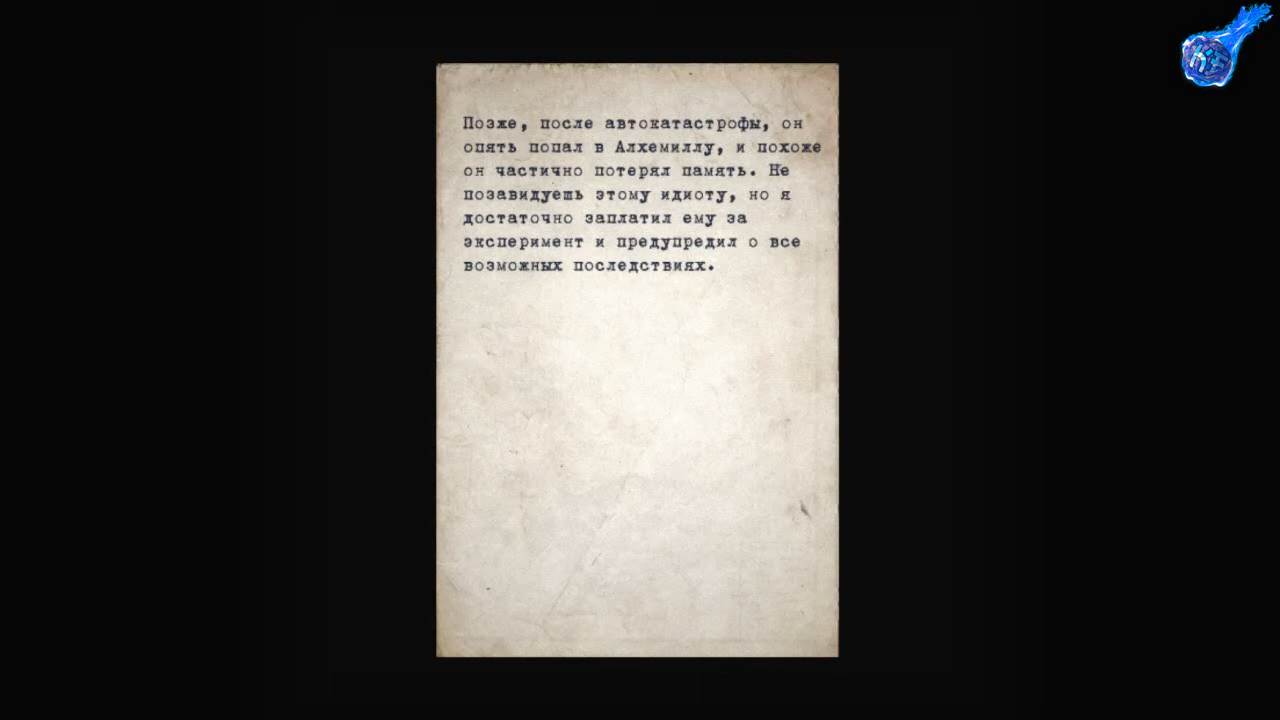 Позже, после автокатастрофы, он
опять попал в Алхемиллу, и похоже
он частично потерял память. Не
позавидуешь этому идиоту, но я
достаточно заплатил ему за
эксперимент и предупредил о все
возможных последствиях.